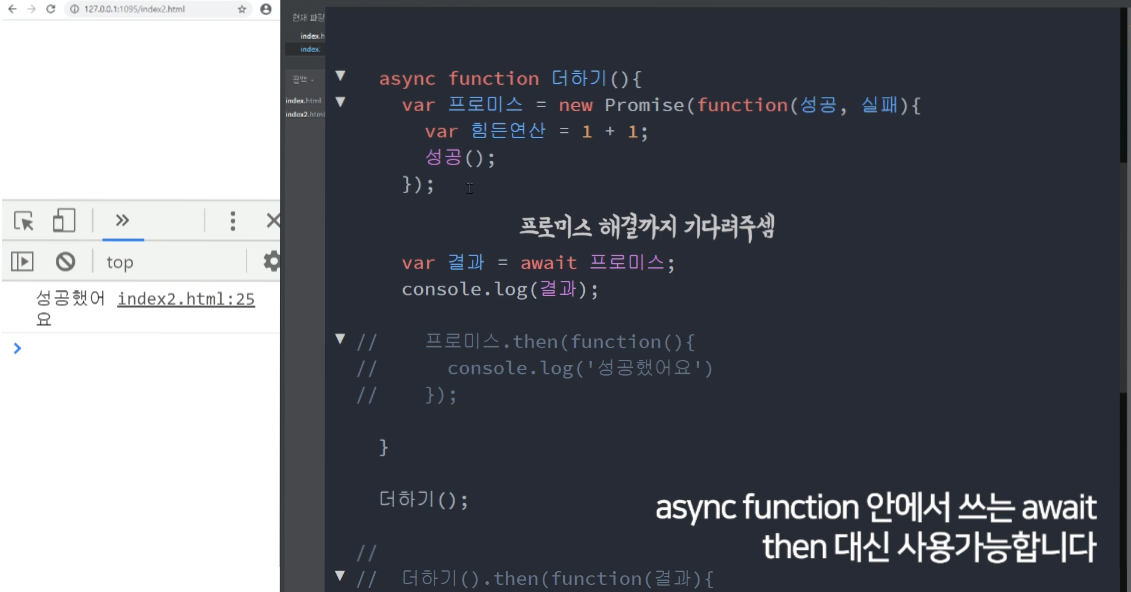 127.0.0.1:1095/index2.html
현재 파일
index.h
index.
index.html
index2.html
async function 더하기(){
var 프로미스 = new Promise(function(성공, 실패){
var 힘든연산 = 1 + 1;
성공();
});
프로미스 해결까지 기다려주셈
var 결과 = await 프로미스;
console.log(결과);
// 프로미스.then(function(){
// console.log('성공했어요')
// });
}
더하기();
//
// 더하기().then(function(결과){
top
성공했어 index2.html:25
요
async function 안에서 쓰는 await
then 대신 사용가능합니다